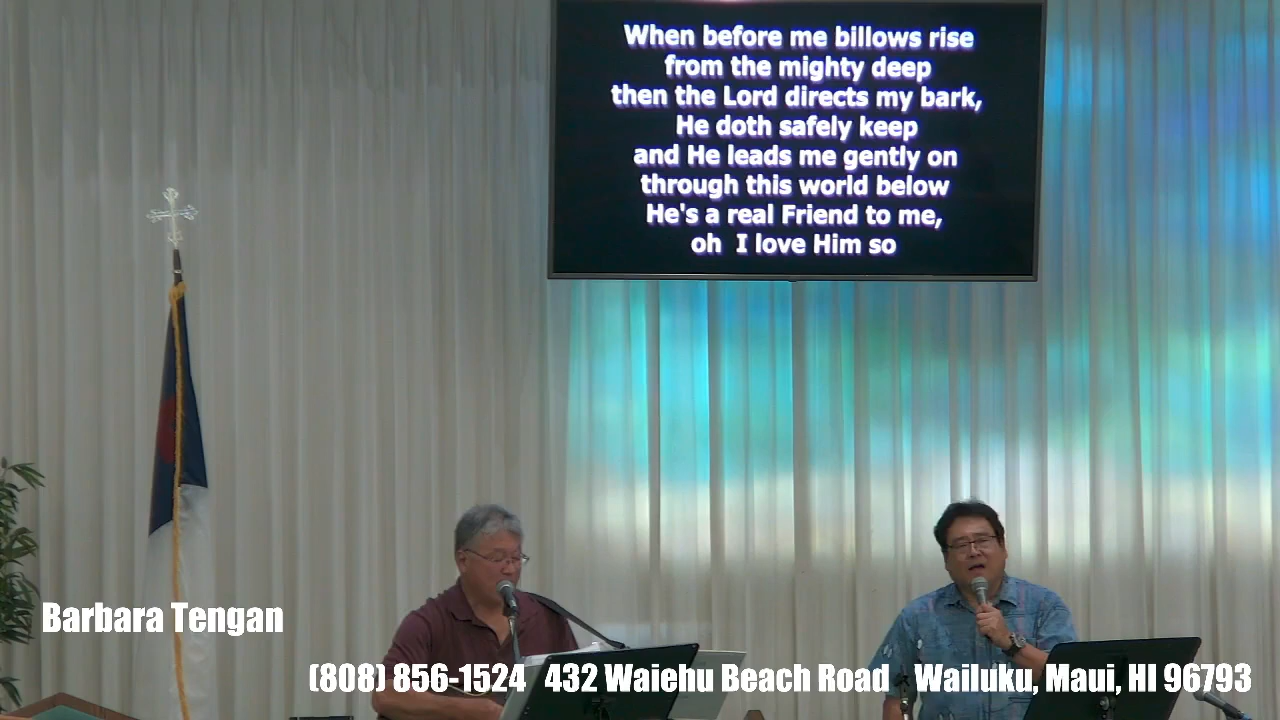 When before me billows rise
from the mighty deep
then the Lord directs my bark,
He doth safely keep
and He leads me gently on
through this world below
He's a real Friend to me,
oh  I love Him so
Barbara Tengan
(808) 856-1524   432 Waiehu Beach Road   Wailuku, Maui, HI 96793